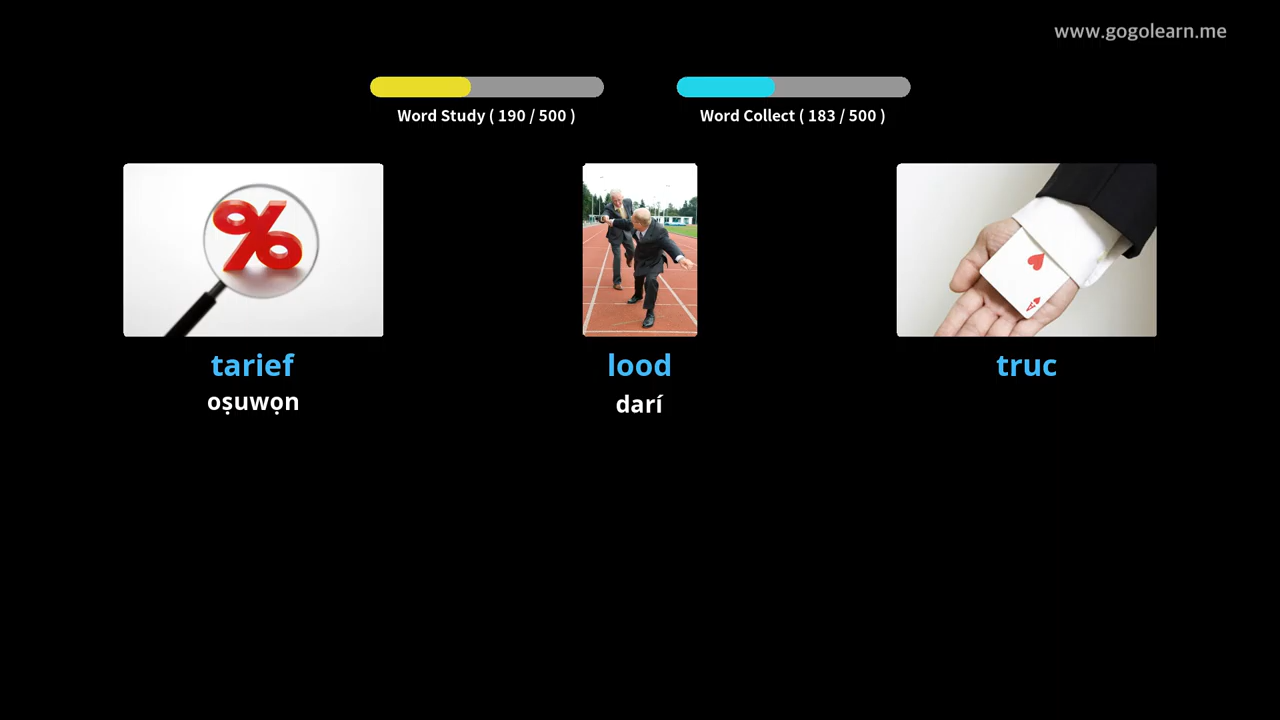 www.gogolearn.me
Word Study ( 190 / 500 )
Word Collect ( 183 / 500 )
tarief
oṣuwọn
lood
darí
truc